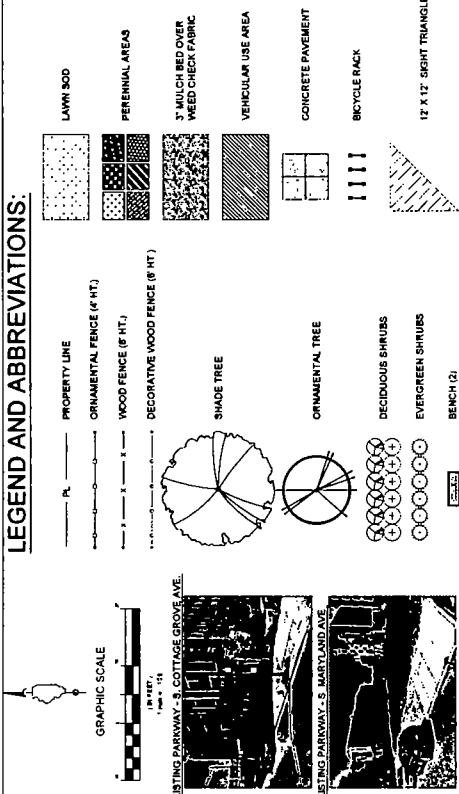 LEGEND AND ABBREVIATIONS:
GRAPHIC SCALE
ISTING PARKWAY - S. COTTAGE GROVE AVE.
ISTING PARKWAY - S MARYLAND AVE
PL
PROPERTY LINE
ORNAMENTAL FENCE (4' HT.)
WOOD FENCE (6' HT.)
DECORATIVE WOOD FENCE (6' HT)
SHADE TREE
ORNAMENTAL TREE
DECIDUOUS SHRUBS
EVERGREEN SHRUBS
BENCH (2)
LAWN SOD
PERENNIAL AREAS
3" MULCH BED OVER
WEED CHECK FABRIC
VEHICULAR USE AREA
CONCRETE PAVEMENT
BICYCLE RACK
12' X 12' SIGHT TRIANGLE